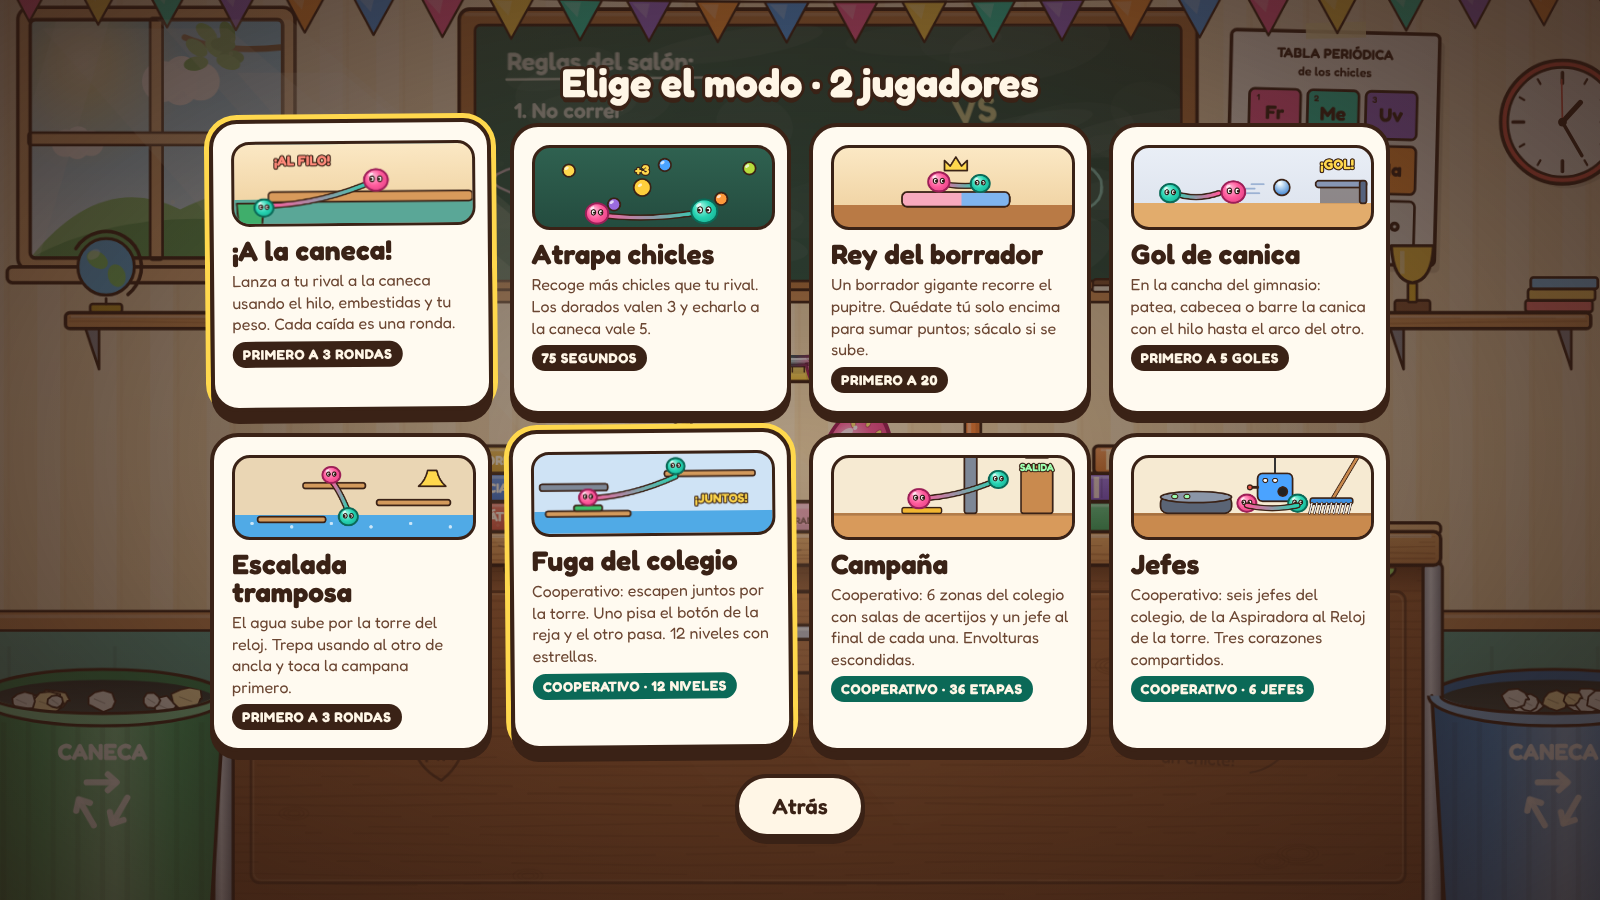 Reglas del salón:
1. No correr
VS
TABLA PERIÓDICA
de los chicles
1 Fr
2 Me
3 Uv
Elige el modo · 2 jugadores
¡AL FILO!
¡A la caneca!
Lanza a tu rival a la caneca
usando el hilo, embestidas y tu
peso. Cada caída es una ronda.
PRIMERO A 3 RONDAS
+3
Atrapa chicles
Recoge más chicles que tu rival.
Los dorados valen 3 y echarlo a
la caneca vale 5.
75 SEGUNDOS
Rey del borrador
Un borrador gigante recorre el
pupitre. Quédate tú solo encima
para sumar puntos; sácalo si se
sube.
PRIMERO A 20
¡GOL!
Gol de canica
En la cancha del gimnasio:
patea, cabecea o barre la canica
con el hilo hasta el arco del otro.
PRIMERO A 5 GOLES
Escalada
tramposa
El agua sube por la torre del
reloj. Trepa usando al otro de
ancla y toca la campana
primero.
PRIMERO A 3 RONDAS
¡JUNTOS!
Fuga del colegio
Cooperativo: escapen juntos por
la torre. Uno pisa el botón de la
reja y el otro pasa. 12 niveles con
estrellas.
COOPERATIVO · 12 NIVELES
SALIDA
Campaña
Cooperativo: 6 zonas del colegio
con salas de acertijos y un jefe al
final de cada una. Envolturas
escondidas.
COOPERATIVO · 36 ETAPAS
Jefes
Cooperativo: seis jefes del
colegio, de la Aspiradora al Reloj
de la torre. Tres corazones
compartidos.
COOPERATIVO · 6 JEFES
CANECA
CANECA
Atrás